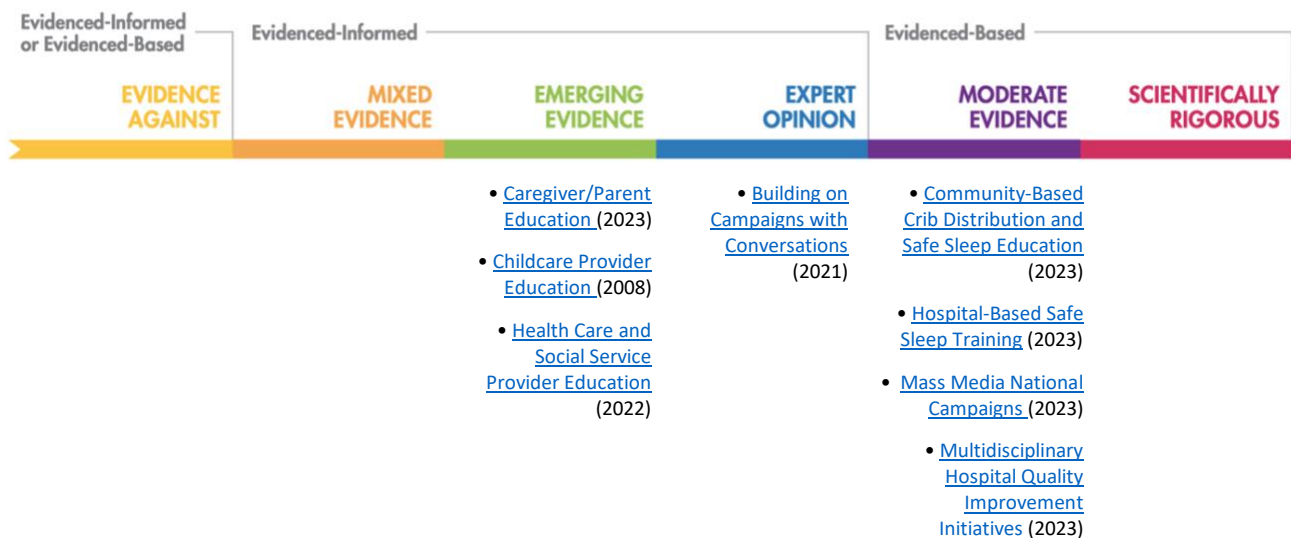 Evidenced-Informed
or Evidenced-Based
Evidenced-Informed
Evidenced-Based
EVIDENCE
AGAINST
MIXED
EVIDENCE
EMERGING
EVIDENCE
EXPERT
OPINION
MODERATE
EVIDENCE
SCIENTIFICALLY
RIGOROUS
• Caregiver/Parent
Education (2023)
• Childcare Provider
Education (2008)
• Health Care and
Social Service
Provider Education
(2022)
• Building on
Campaigns with
Conversations
(2021)
• Community-Based
Crib Distribution and
Safe Sleep Education
(2023)
• Hospital-Based Safe
Sleep Training (2023)
• Mass Media National
Campaigns (2023)
• Multidisciplinary
Hospital Quality
Improvement
Initiatives (2023)